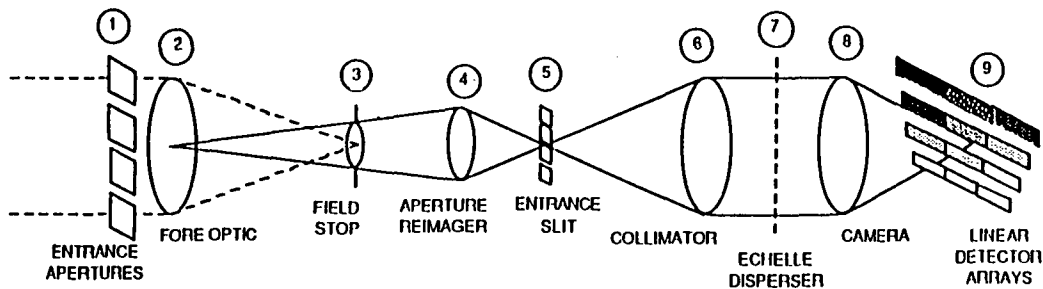 1
2
3
4
5
6
7
8
9
ENTRANCE
APERTURES
FORE OPTIC
FIELD
STOP
APERTURE
REIMAGER
ENTRANCE
SLIT
COLLIMATOR
ECHELLE
DISPERSER
CAMERA
LINEAR
DETECTOR
ARRAYS